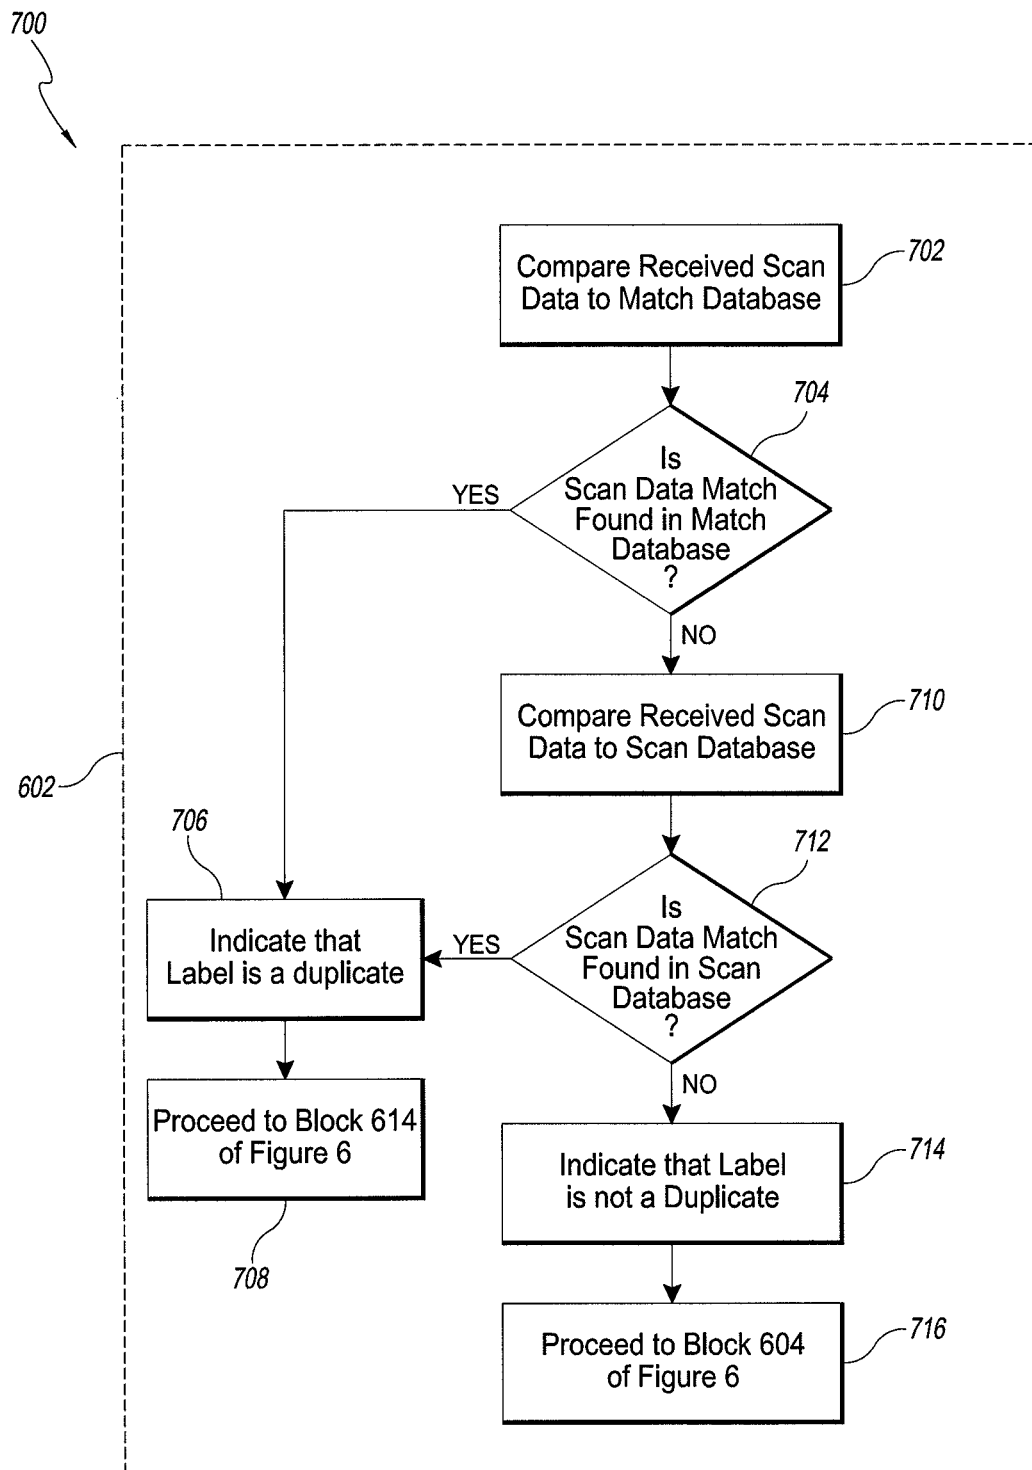 700
Compare Received Scan
Data to Match Database
702
704
Is
Scan Data Match
Found in Match
Database
?
YES
NO
Compare Received Scan
Data to Scan Database
710
602
706
712
Is
Scan Data Match
Found in Scan
Database
?
YES
Indicate that
Label is a duplicate
NO
Proceed to Block 614
of Figure 6
Indicate that Label
is not a Duplicate
714
708
Proceed to Block 604
of Figure 6
716